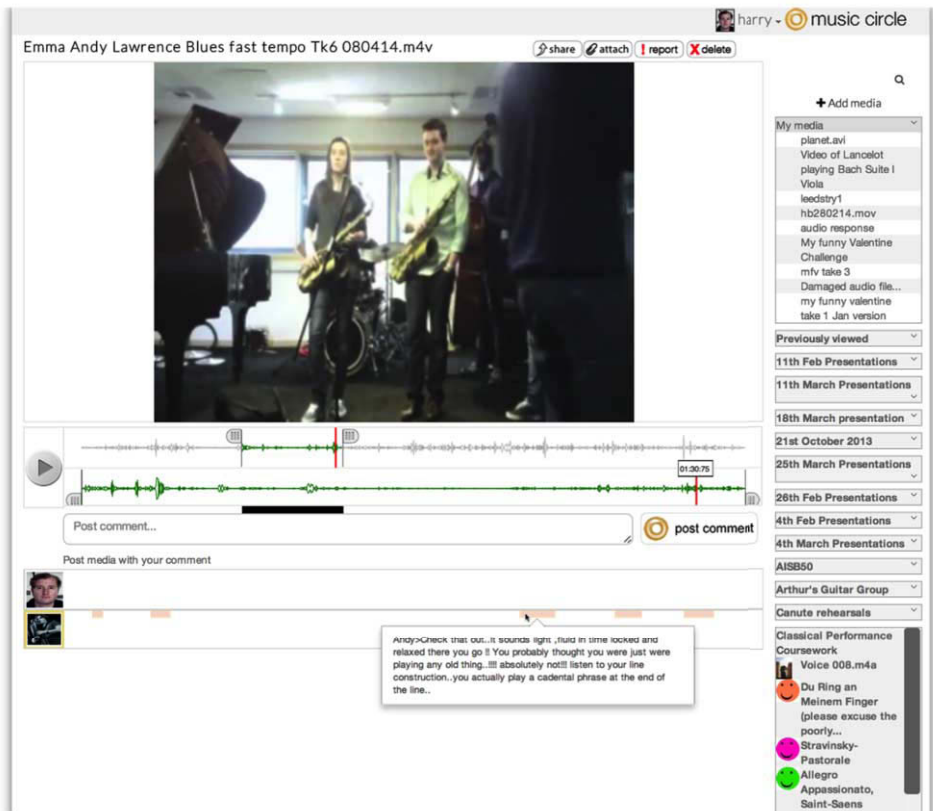 harry
music circle
Emma Andy Lawrence Blues fast tempo Tk6 080414.m4v
share
attach
! report
X delete
+ Add media
My media
planet.avi
Video of Lancelot
playing Bach Suite I
Viola
leedstry1
hb280214.mov
audio response
My funny Valentine
Challenge
mfv take 3
Damaged audio file...
my funny valentine
take 1 Jan version
Previously viewed
11th Feb Presentations
11th March Presentations
18th March presentation
21st October 2013
25th March Presentations
26th Feb Presentations
4th Feb Presentations
4th March Presentations
AISB50
Arthur's Guitar Group
Canute rehearsals
Classical Performance
Coursework
Voice 008.m4a
Du Ring an
Meinem Finger
(please excuse the
poorly...
Stravinsky-
Pastorale
Allegro
Appassionato,
Saint-Saens
01:30:75
Post comment...
post comment
Post media with your comment
Andy>Check that out..it sounds light ,fluid in time locked and
relaxed there you go !! You probably thought you were just were
playing any old thing..!!!! absolutely not!!! listen to your line
construction..you actually play a cadental phrase at the end of
the line..